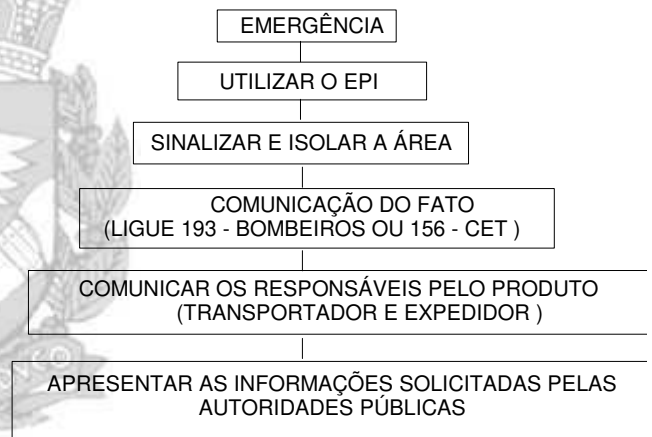 EMERGÊNCIA
UTILIZAR O EPI
SINALIZAR E ISOLAR A ÁREA
COMUNICAÇÃO DO FATO
(LIGUE 193 - BOMBEIROS OU 156 - CET )
COMUNICAR OS RESPONSÁVEIS PELO PRODUTO
(TRANSPORTADOR E EXPEDIDOR )
APRESENTAR AS INFORMAÇÕES SOLICITADAS PELAS
AUTORIDADES PÚBLICAS